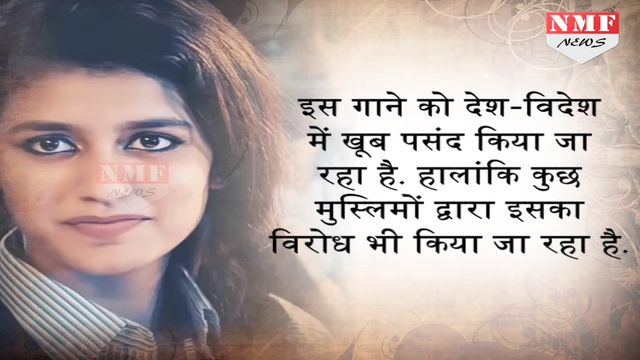 NMF
NEWS
इस गाने को देश-विदेश
में खूब पसंद किया जा
रहा है. हालांकि कुछ
मुस्लिमों द्वारा इसका
विरोध भी किया जा रहा है.
NMF
NEWS